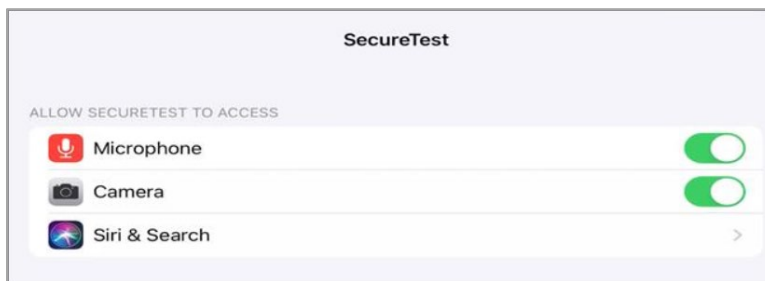 SecureTest
ALLOW SECURETEST TO ACCESS
Microphone
Camera
Siri & Search